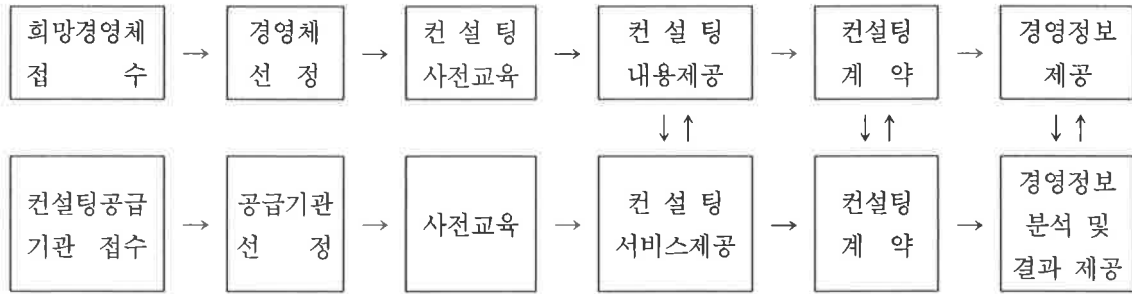 희망경영체
접 수
→
경영체
선 정
→
컨 설 팅
사전교육
→
컨 설 팅
내용제공
→
컨설팅
계 약
→
경영정보
제공
↓↑
↓↑
↓↑
컨설팅공급
기관 접수
→
공급기관
선 정
→
사전교육
→
컨 설 팅
서비스제공
→
컨설팅
계 약
→
경영정보
분석 및
결과 제공